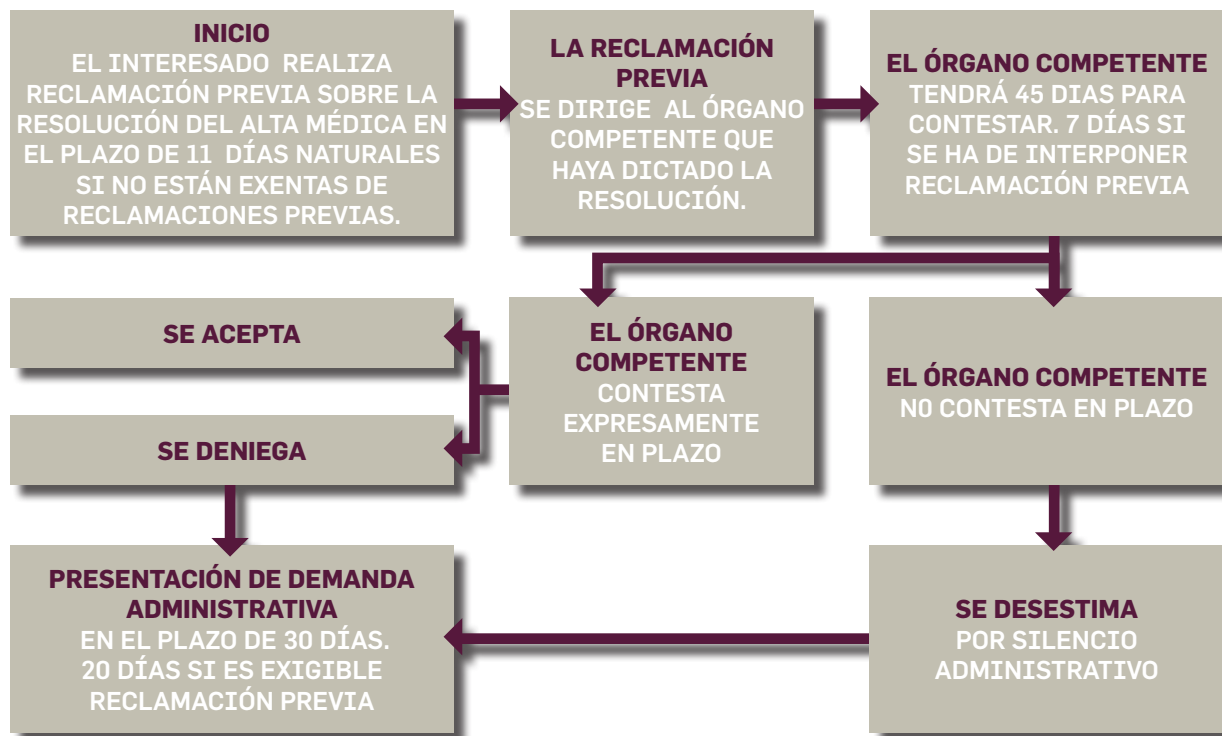 INICIO
EL INTERESADO REALIZA
RECLAMACIÓN PREVIA SOBRE LA
RESOLUCIÓN DEL ALTA MÉDICA EN
EL PLAZO DE 11 DÍAS NATURALES
SI NO ESTÁN EXENTAS DE
RECLAMACIONES PREVIAS.
LA RECLAMACIÓN
PREVIA
SE DIRIGE AL ÓRGANO
COMPETENTE QUE
HAYA DICTADO LA
RESOLUCIÓN.
EL ÓRGANO COMPETENTE
TENDRÁ 45 DIAS PARA
CONTESTAR. 7 DÍAS SI
SE HA DE INTERPONER
RECLAMACIÓN PREVIA
SE ACEPTA
SE DENIEGA
EL ÓRGANO
COMPETENTE
CONTESTA
EXPRESAMENTE
EN PLAZO
EL ÓRGANO COMPETENTE
NO CONTESTA EN PLAZO
PRESENTACIÓN DE DEMANDA
ADMINISTRATIVA
EN EL PLAZO DE 30 DÍAS.
20 DÍAS SI ES EXIGIBLE
RECLAMACIÓN PREVIA
SE DESESTIMA
POR SILENCIO
ADMINISTRATIVO